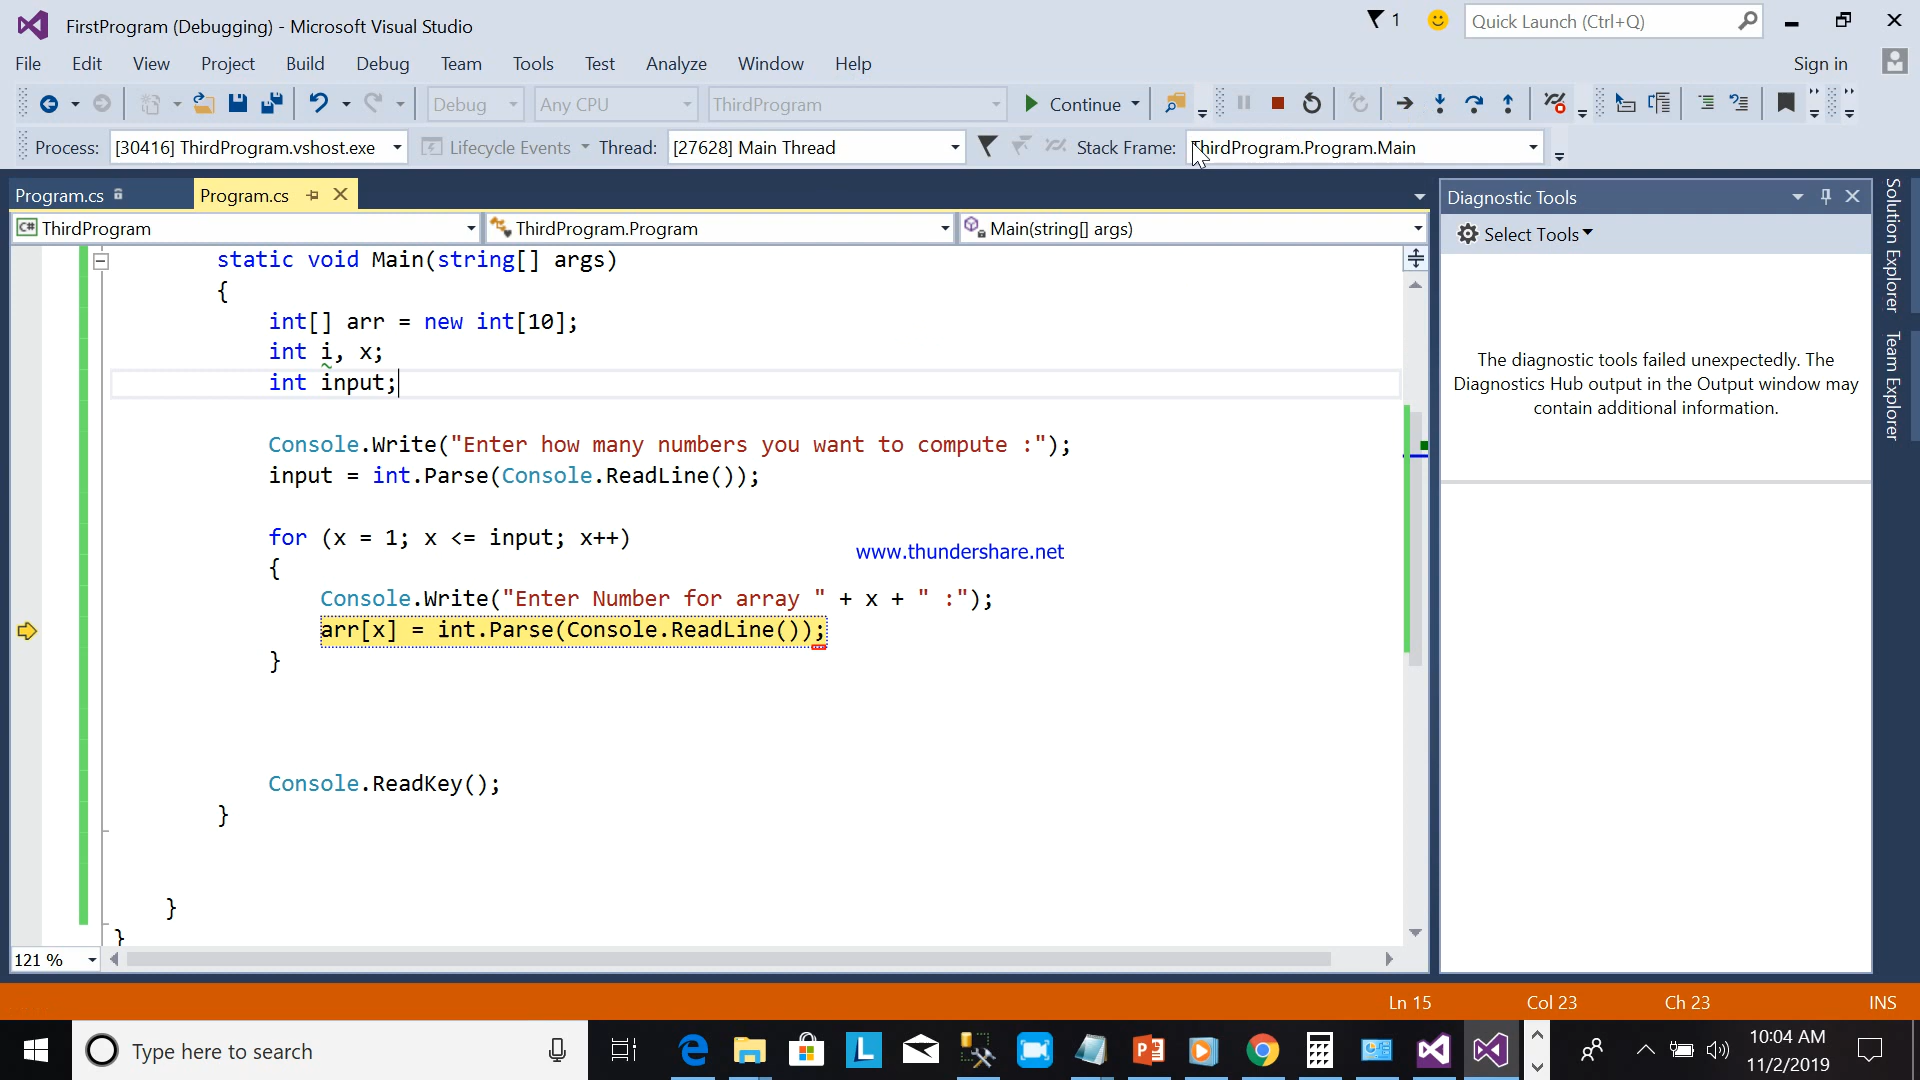 FirstProgram (Debugging) - Microsoft Visual Studio
1
Quick Launch (Ctrl+Q)
File Edit View Project Build Debug Team Tools Test Analyze Window Help
Sign in
Debug Any CPU ThirdProgram Continue
Process: [30416] ThirdProgram.vshost.exe Lifecycle Events Thread: [27628] Main Thread Stack Frame: ThirdProgram.Program.Main
Program.cs
Program.cs
C# ThirdProgram
ThirdProgram.Program
Main(string[] args)
static void Main(string[] args)
{
int[] arr = new int[10];
int i, x;
int input;
Console.Write("Enter how many numbers you want to compute :");
input = int.Parse(Console.ReadLine());
for (x = 1; x <= input; x++)
{
Console.Write("Enter Number for array " + x + " :");
arr[x] = int.Parse(Console.ReadLine());
}
Console.ReadKey();
}
}
}
www.thundershare.net
121 %
Diagnostic Tools
Select Tools
The diagnostic tools failed unexpectedly. The
Diagnostics Hub output in the Output window may
contain additional information.
Solution Explorer
Team Explorer
Ln 15 Col 23 Ch 23 INS
Type here to search
10:04 AM
11/2/2019